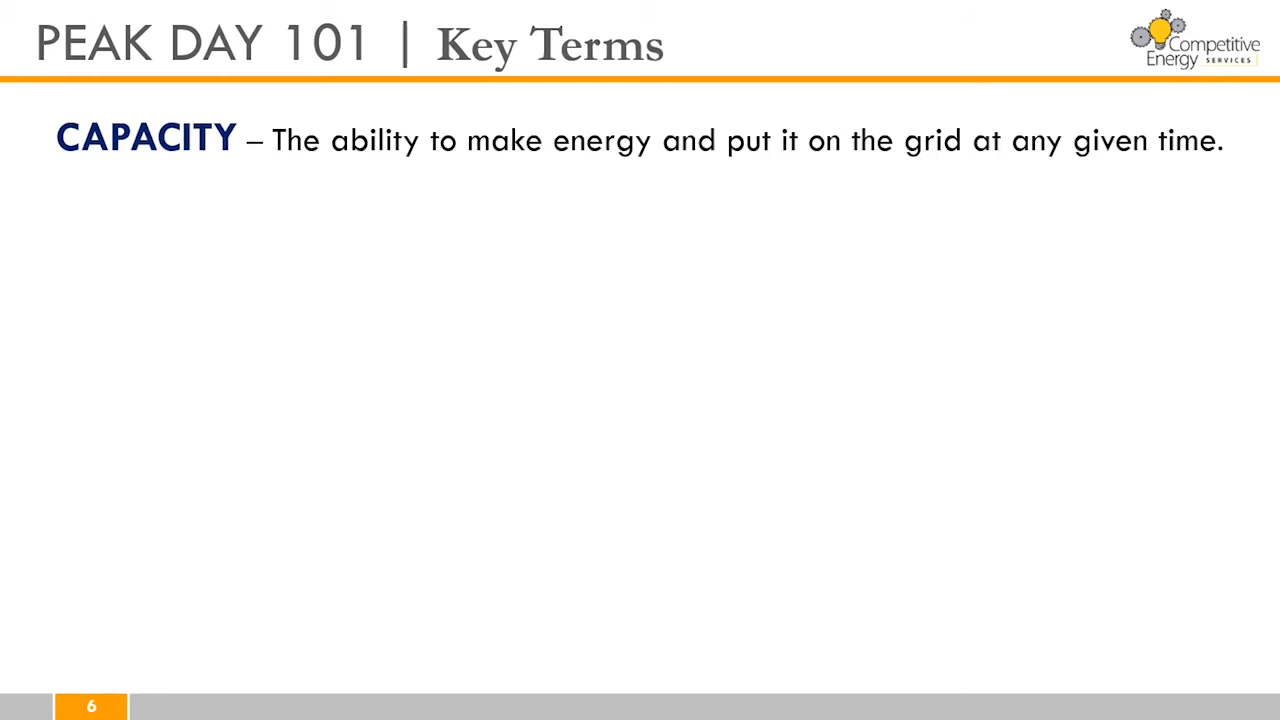 PEAK DAY 101 | Key Terms
Competitive
Energy SERVICES
CAPACITY – The ability to make energy and put it on the grid at any given time.
6